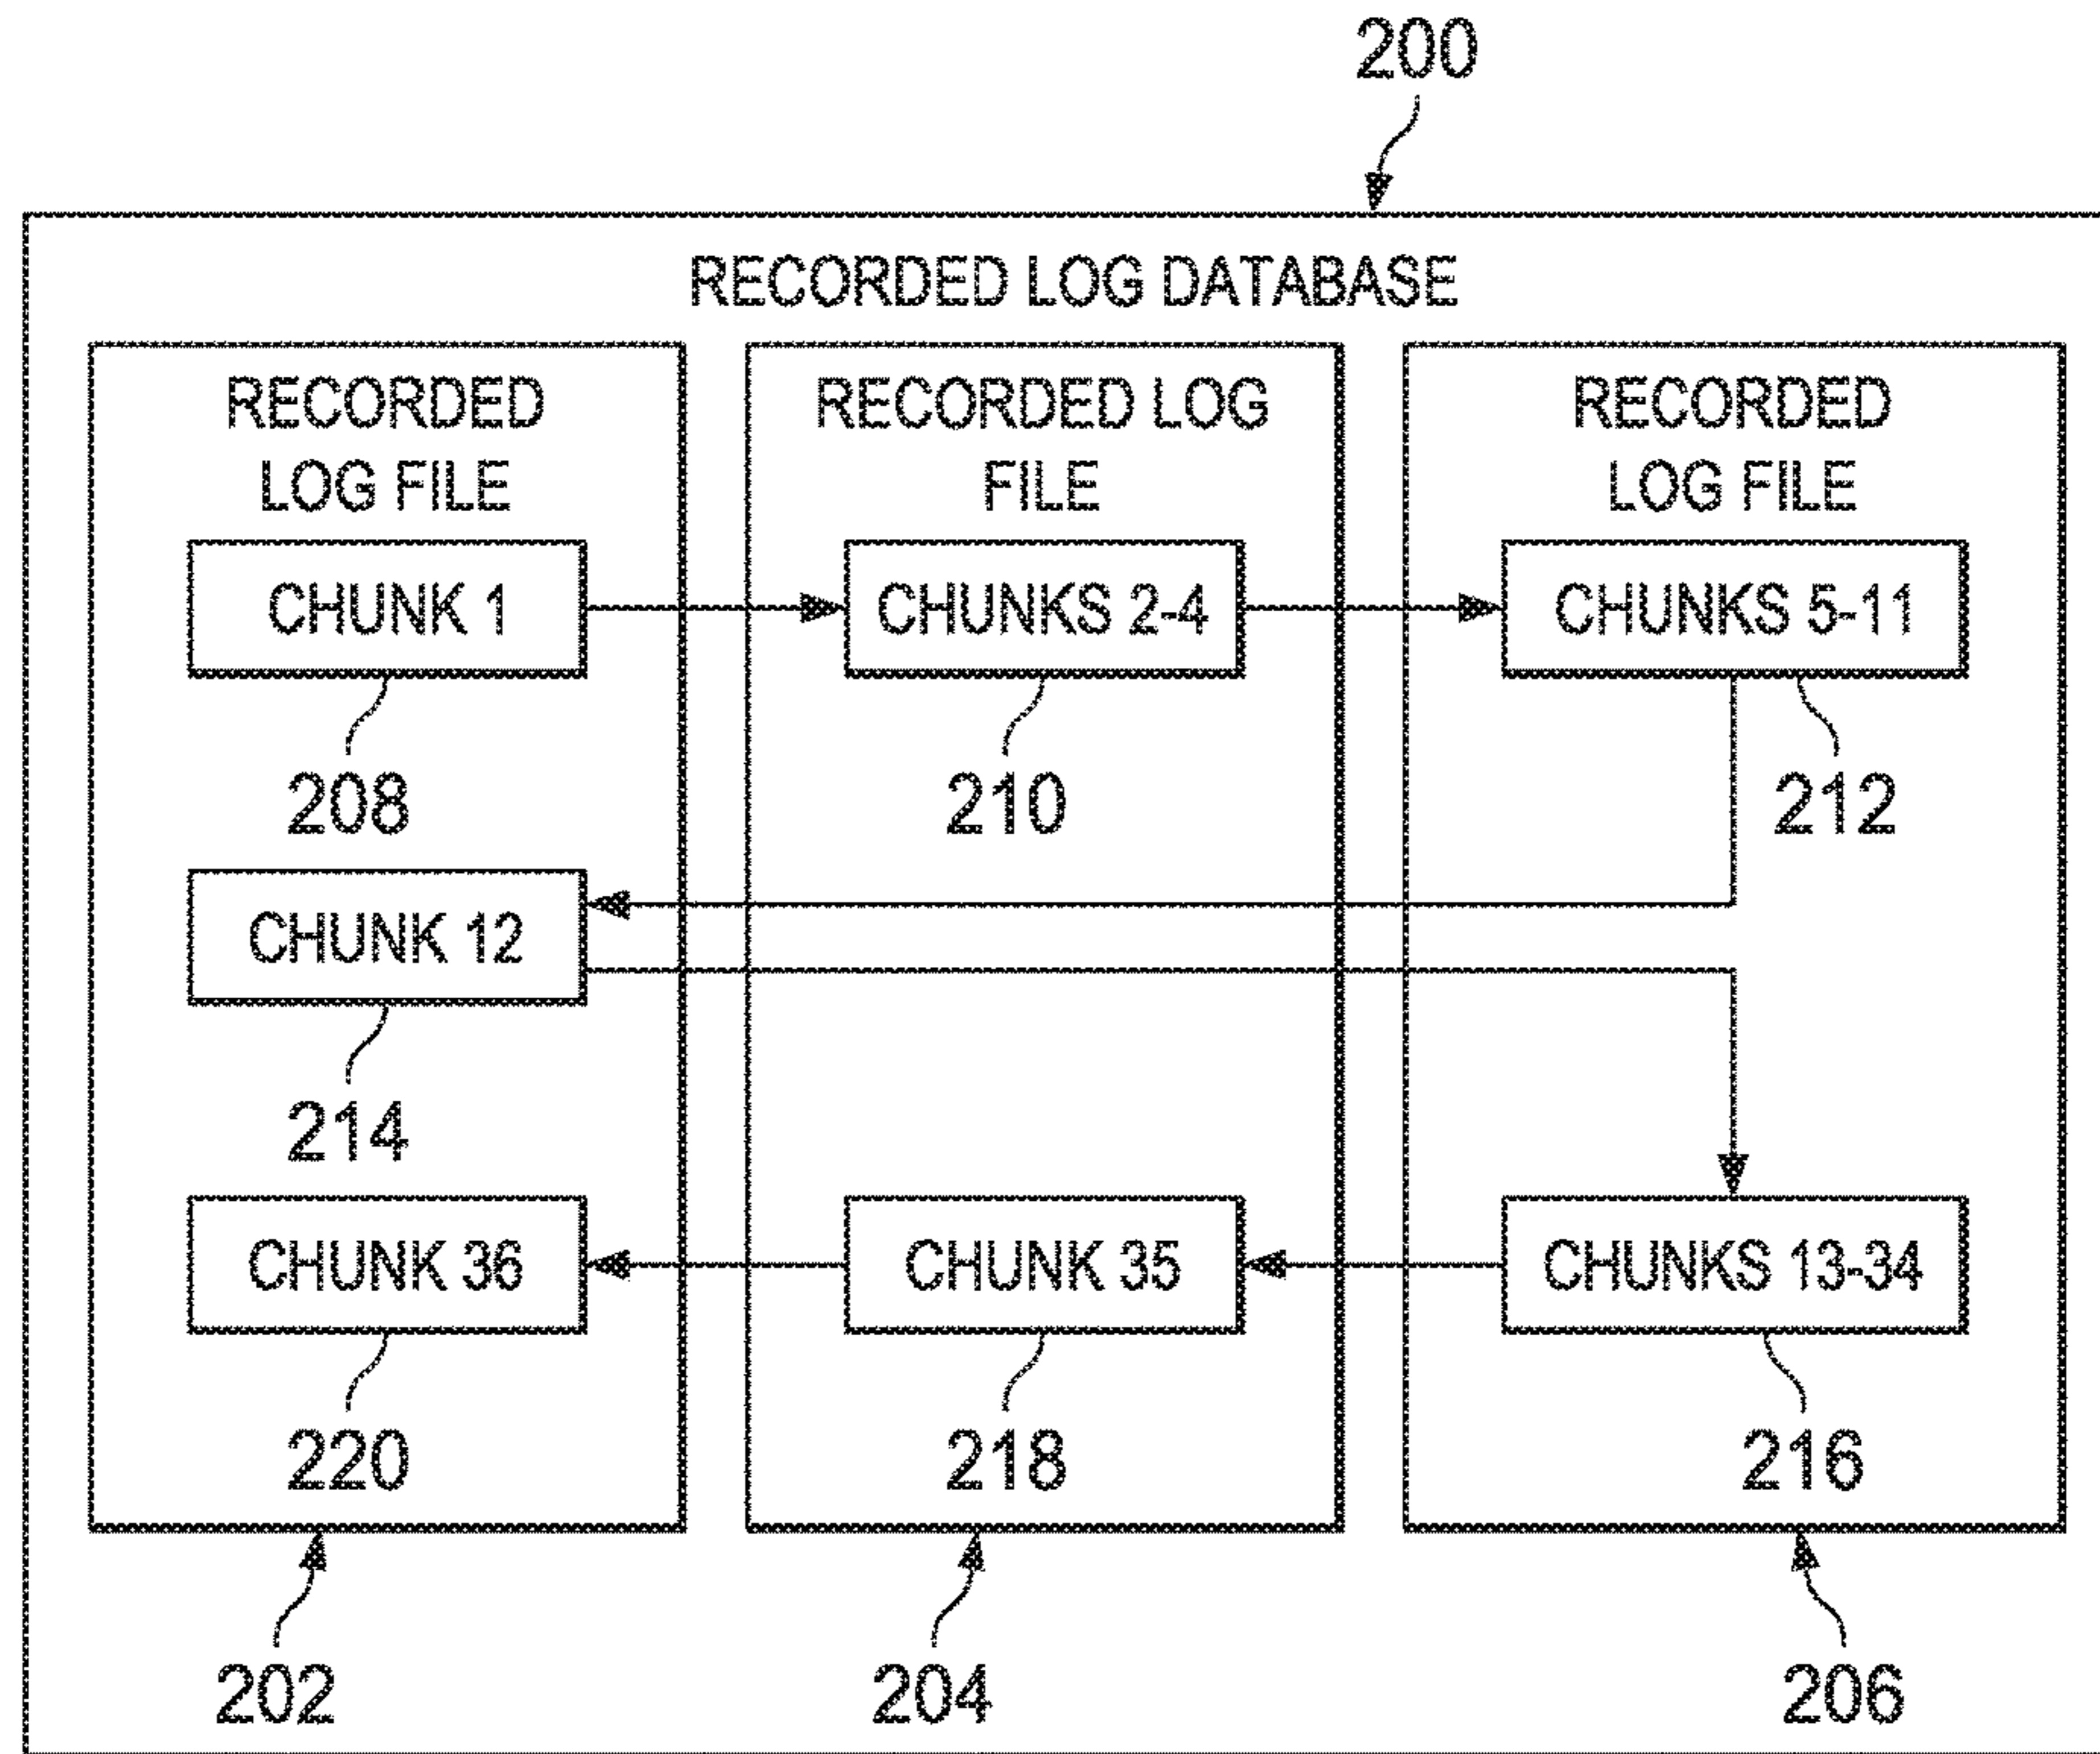 200
RECORDED LOG DATABASE
RECORDED
LOG FILE
RECORDED LOG
FILE
RECORDED
LOG FILE
CHUNK 1
CHUNKS 2-4
CHUNKS 5-11
208
210
212
CHUNK 12
214
CHUNK 36
CHUNK 35
CHUNKS 13-34
220
218
216
202
204
206